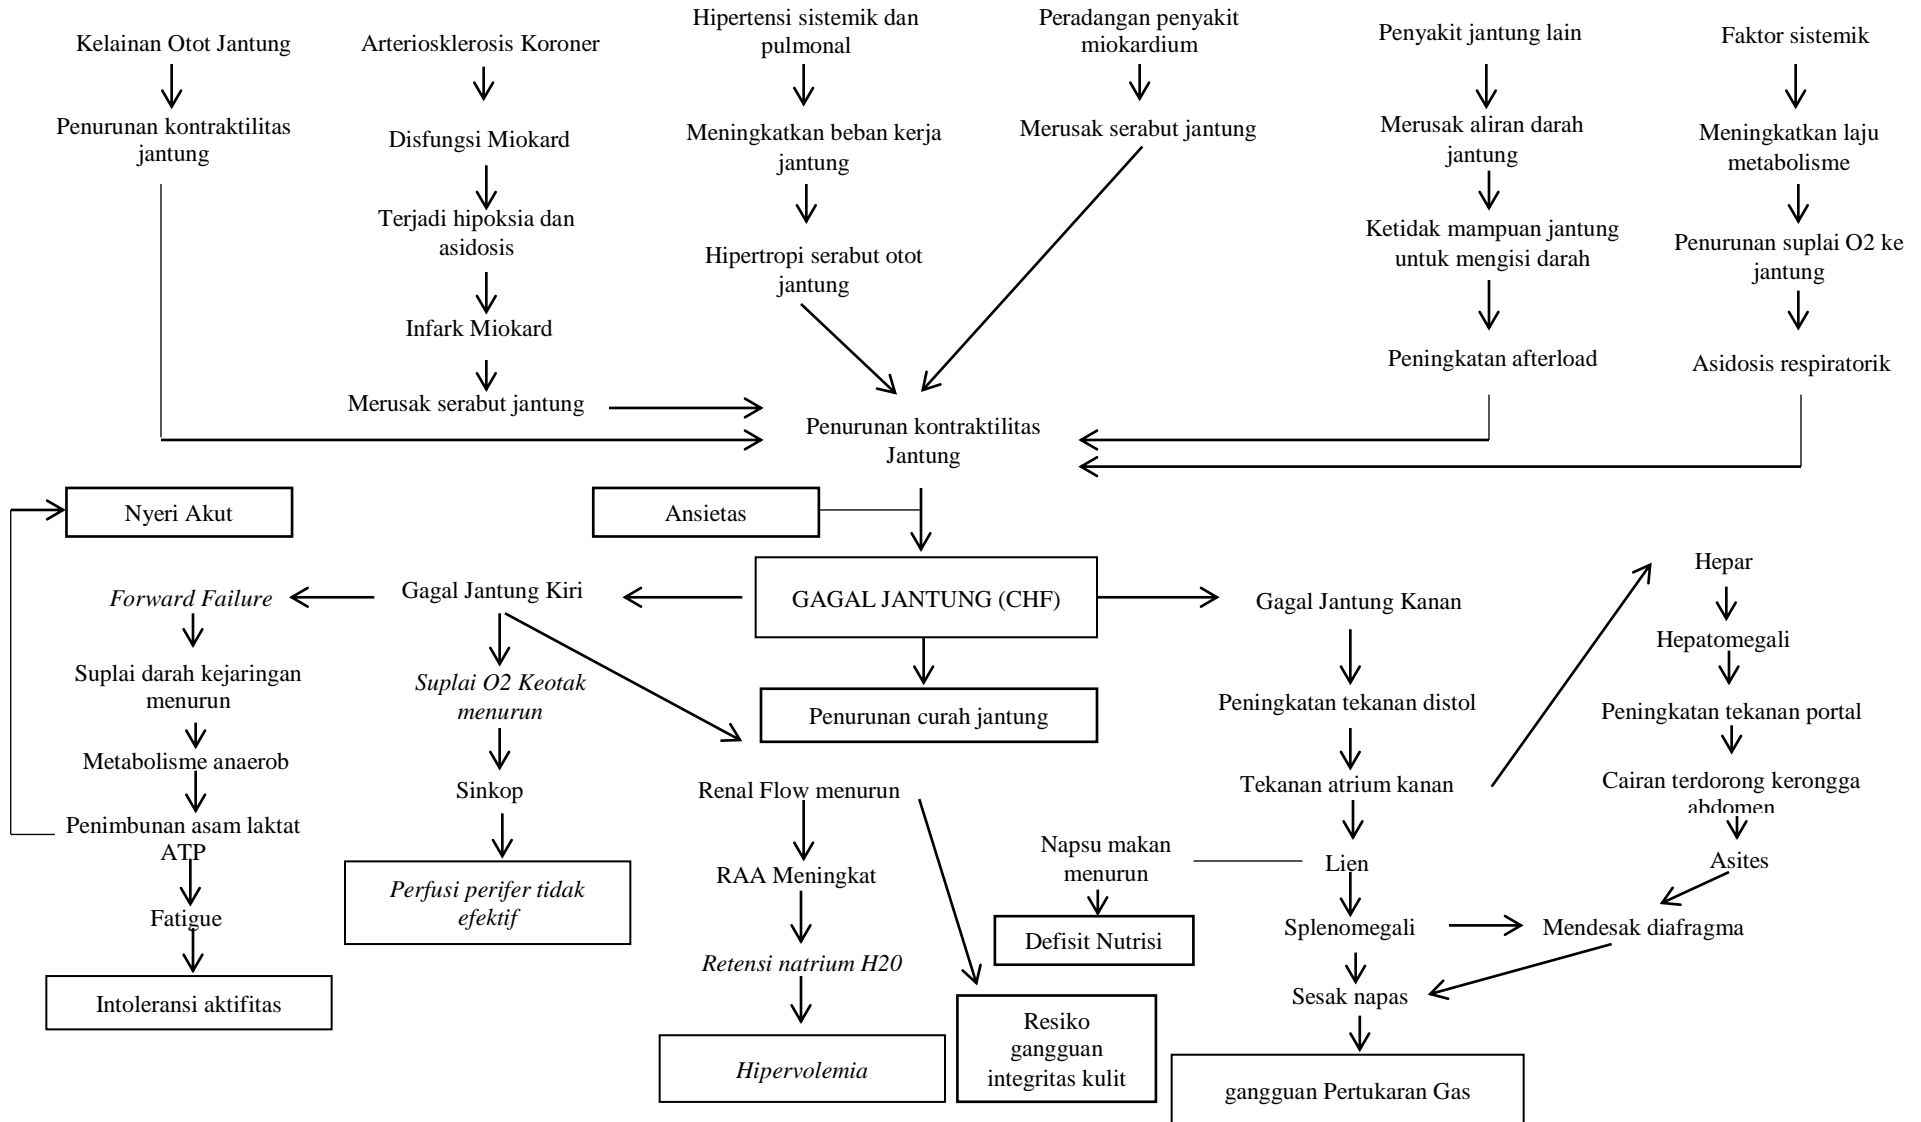 Kelainan Otot Jantung
Arteriosklerosis Koroner
Hipertensi sistemik dan
pulmonal
Peradangan penyakit
miokardium
Penyakit jantung lain
Faktor sistemik
Penurunan kontraktilitas
jantung
Disfungsi Miokard
Meningkatkan beban kerja
jantung
Merusak serabut jantung
Merusak aliran darah
jantung
Meningkatkan laju
metabolisme
Terjadi hipoksia dan
asidosis
Hipertropi serabut otot
jantung
Ketidak mampuan jantung
untuk mengisi darah
Penurunan suplai O2 ke
jantung
Infark Miokard
Peningkatan afterload
Asidosis respiratorik
Merusak serabut jantung
Penurunan kontraktilitas
Jantung
Nyeri Akut
Ansietas
Forward Failure
Gagal Jantung Kiri
GAGAL JANTUNG (CHF)
Gagal Jantung Kanan
Hepar
Hepatomegali
Suplai darah kejaringan
menurun
Suplai O2 Keotak
menurun
Penurunan curah jantung
Peningkatan tekanan distol
Peningkatan tekanan portal
Metabolisme anaerob
Sinkop
Renal Flow menurun
Tekanan atrium kanan
Cairan terdorong kerongga
abdomen
Penimbunan asam laktat
ATP
Napsu makan
menurun
Lien
Asites
Perfusi perifer tidak
efektif
RAA Meningkat
Fatigue
Defisit Nutrisi
Splenomegali
Mendesak diafragma
Retensi natrium H20
Intoleransi aktifitas
Sesak napas
Hipervolemia
Resiko
gangguan
integritas kulit
gangguan Pertukaran Gas